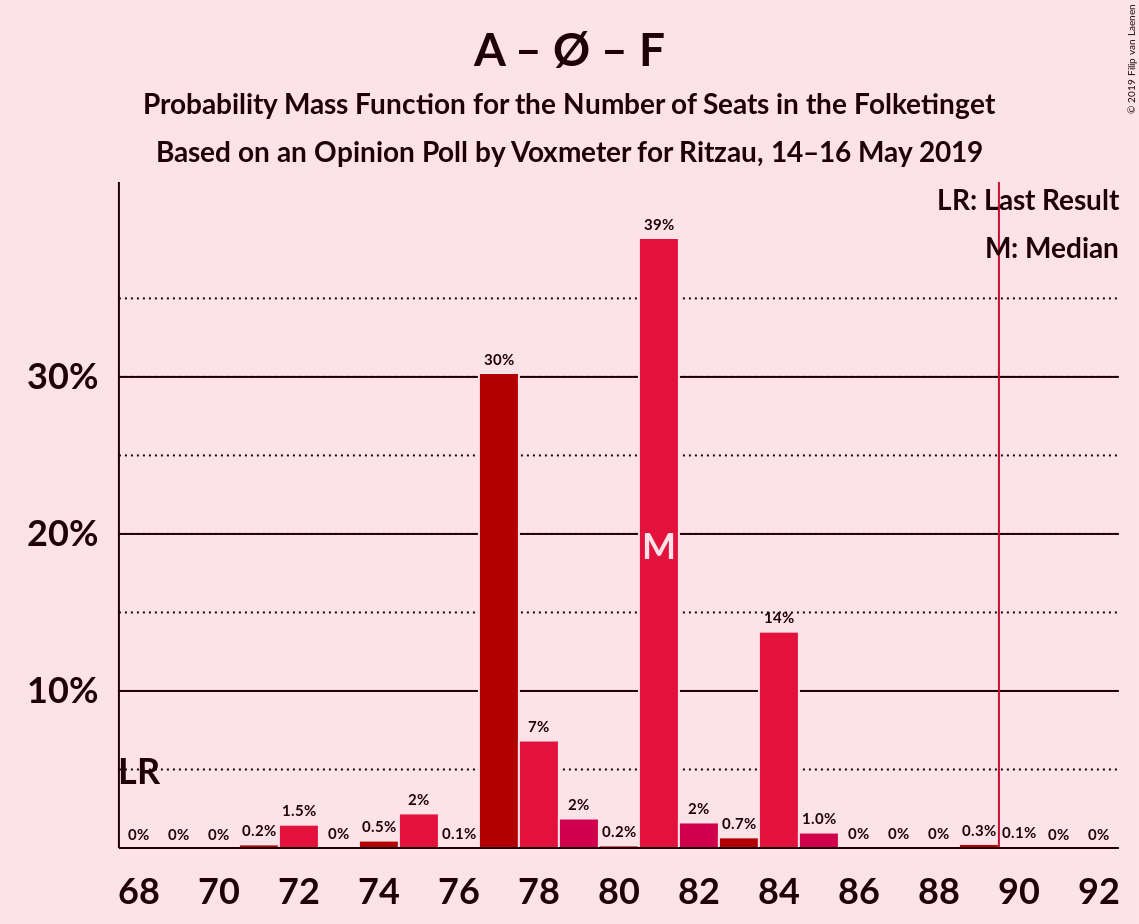 A – Ø – F
Probability Mass Function for the Number of Seats in the Folketinget
Based on an Opinion Poll by Voxmeter for Ritzau, 14–16 May 2019
© 2019 Filip van Laenen
LR: Last Result
M: Median
39%
30%
30%
20%
M
14%
10%
7%
LR
0% 0% 0% 0.2% 1.5% 0% 0.5% 2% 0.1% 2% 0.2% 2% 0.7% 1.0% 0% 0% 0% 0.3% 0.1% 0% 0%
68 70 72 74 76 78 80 82 84 86 88 90 92